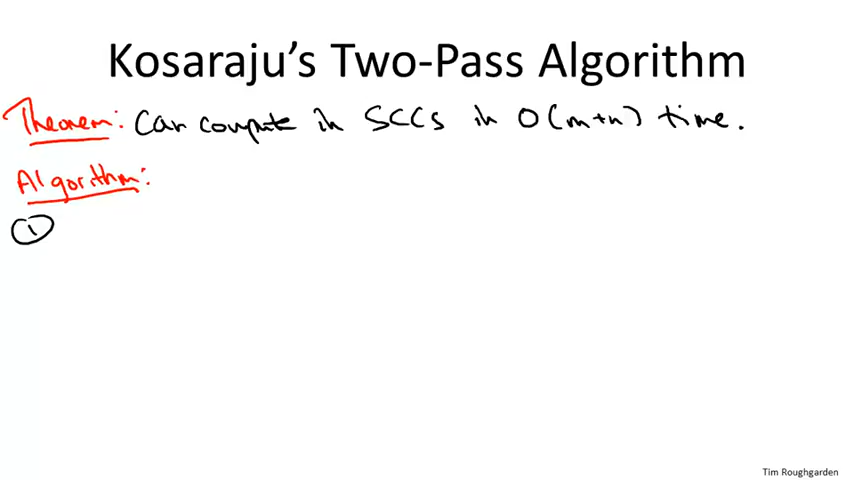 Kosaraju's Two-Pass Algorithm
Theorem: Can compute in SCCs in O(m+n) time.
Algorithm:
1
Tim Roughgarden